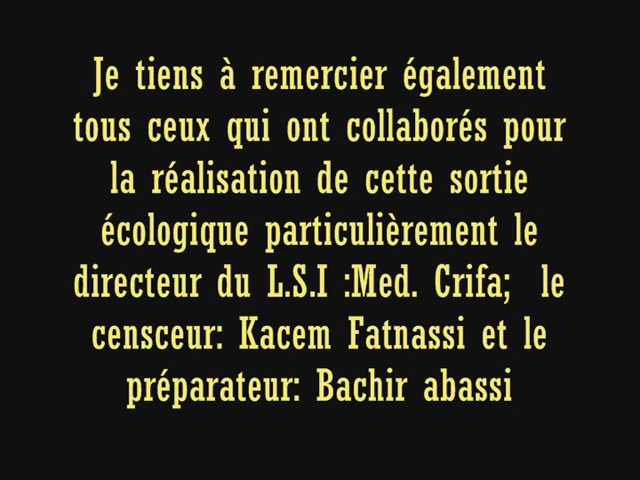 Je tiens à remercier également
tous ceux qui ont collaborés pour
la réalisation de cette sortie
écologique particulièrement le
directeur du L.S.I :Med. Crifa;  le
censceur: Kacem Fatnassi et le
préparateur: Bachir abassi